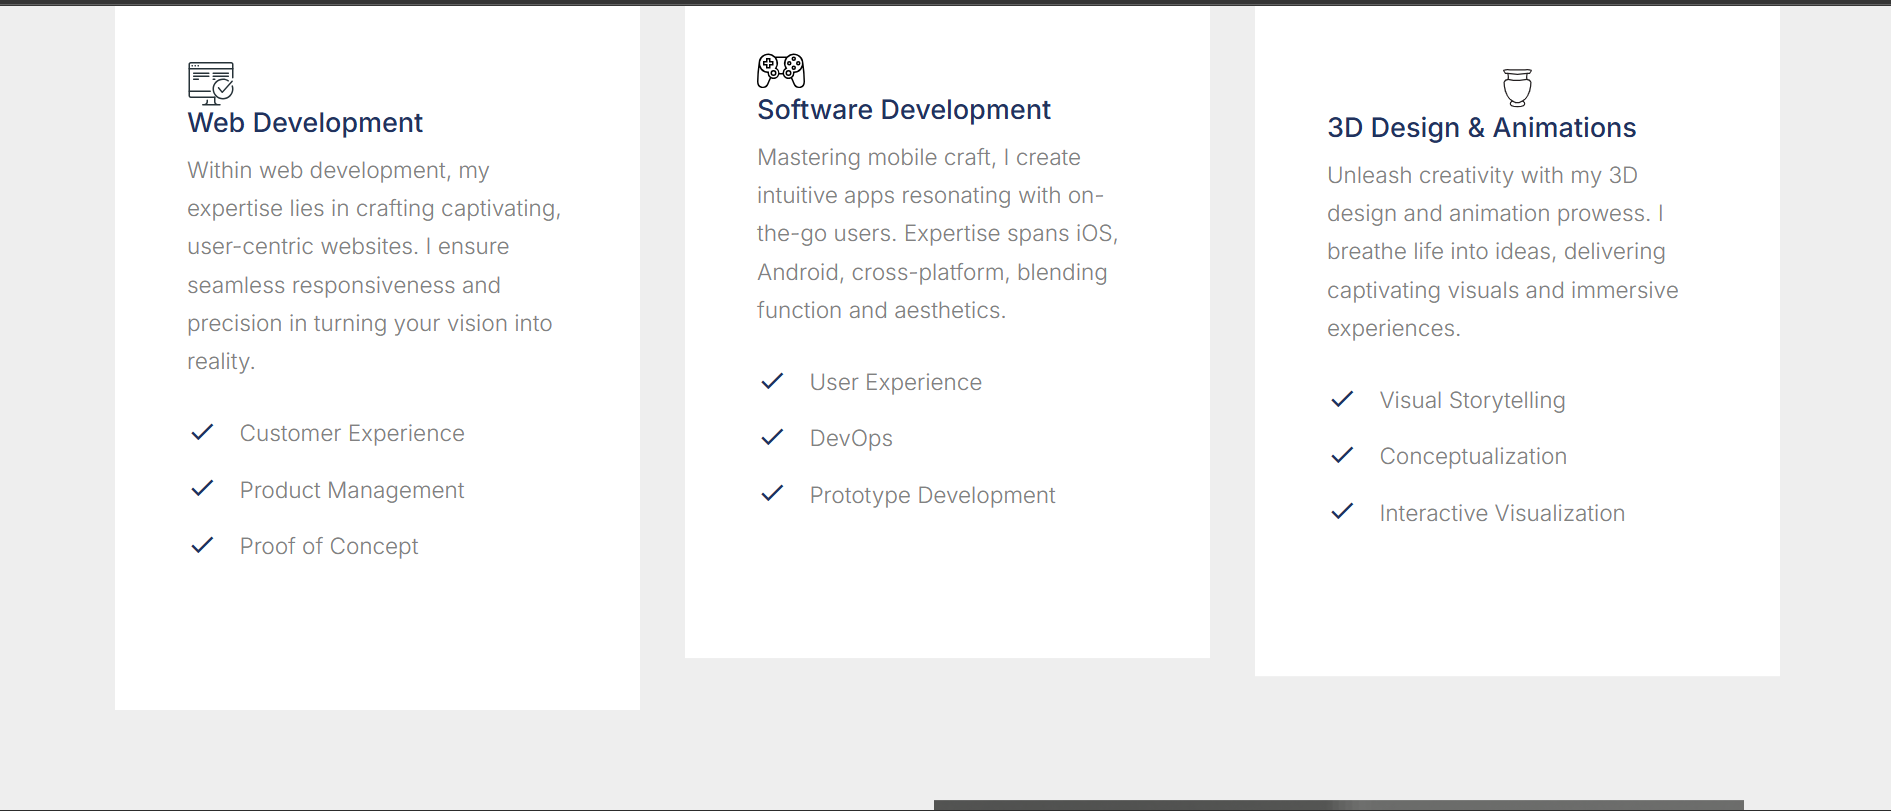 Web Development
Within web development, my
expertise lies in crafting captivating,
user-centric websites. I ensure
seamless responsiveness and
precision in turning your vision into
reality.
Customer Experience
Product Management
Proof of Concept
Software Development
Mastering mobile craft, I create
intuitive apps resonating with on-
the-go users. Expertise spans iOS,
Android, cross-platform, blending
function and aesthetics.
User Experience
DevOps
Prototype Development
3D Design & Animations
Unleash creativity with my 3D
design and animation prowess. I
breathe life into ideas, delivering
captivating visuals and immersive
experiences.
Visual Storytelling
Conceptualization
Interactive Visualization